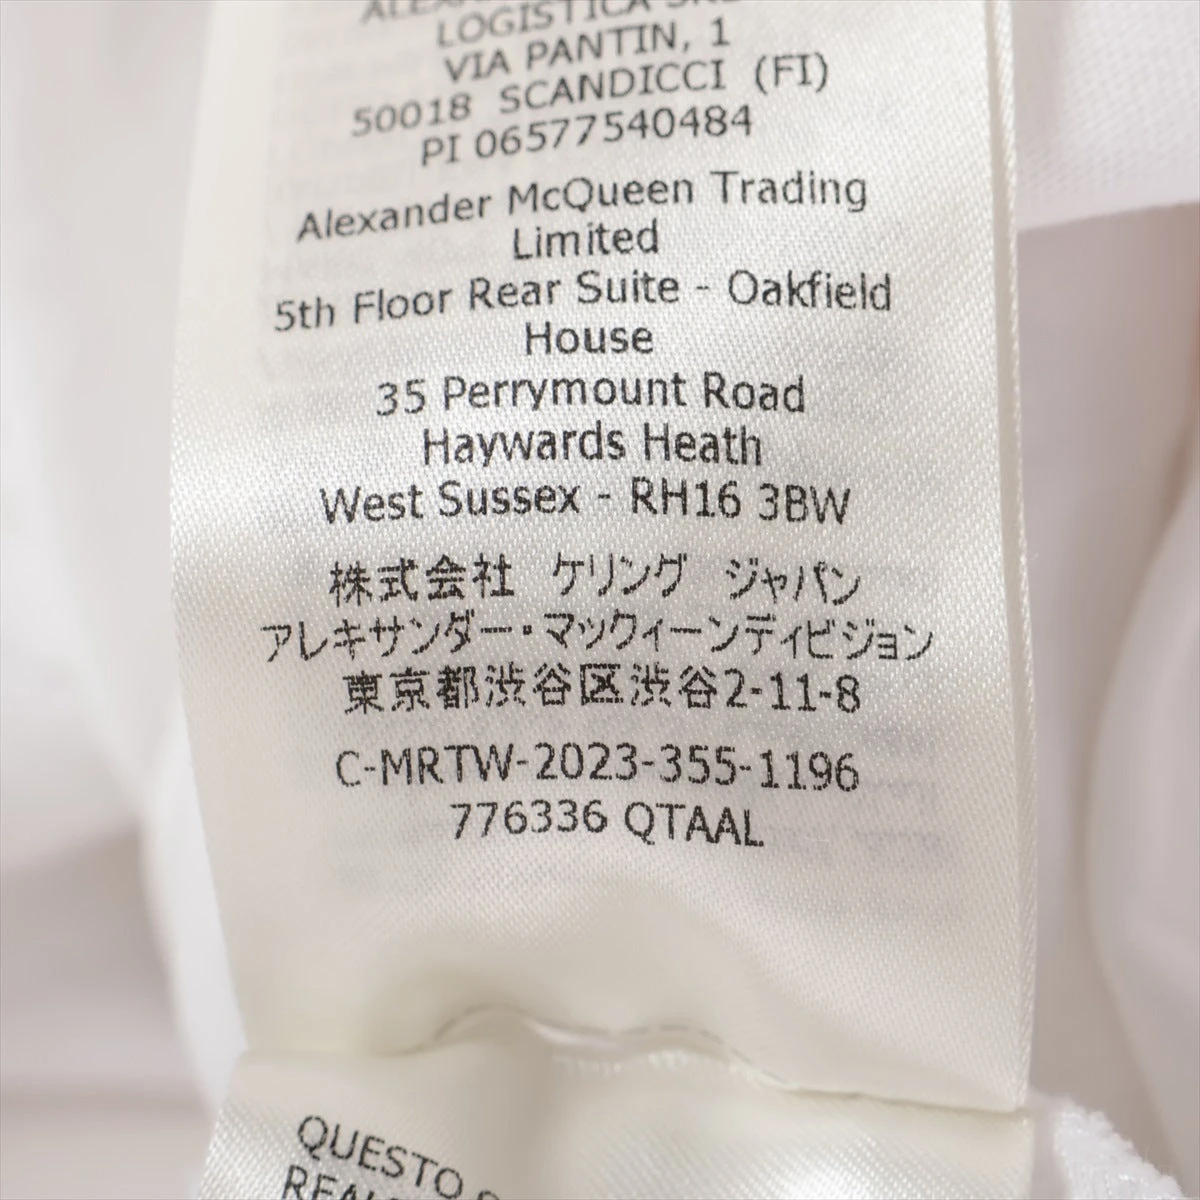 LOGISTICA SRL
VIA PANTIN, 1
50018 SCANDICCI (FI)
PI 06577540484
Alexander McQueen Trading
Limited
5th Floor Rear Suite - Oakfield
House
35 Perrymount Road
Haywards Heath
West Sussex - RH16 3BW
株式会社 ケリング ジャパン
アレキサンダー・マックィーンディビジョン
東京都渋谷区渋谷2-11-8
C-MRTW-2023-355-1196
776336 QTAAL
QUESTO